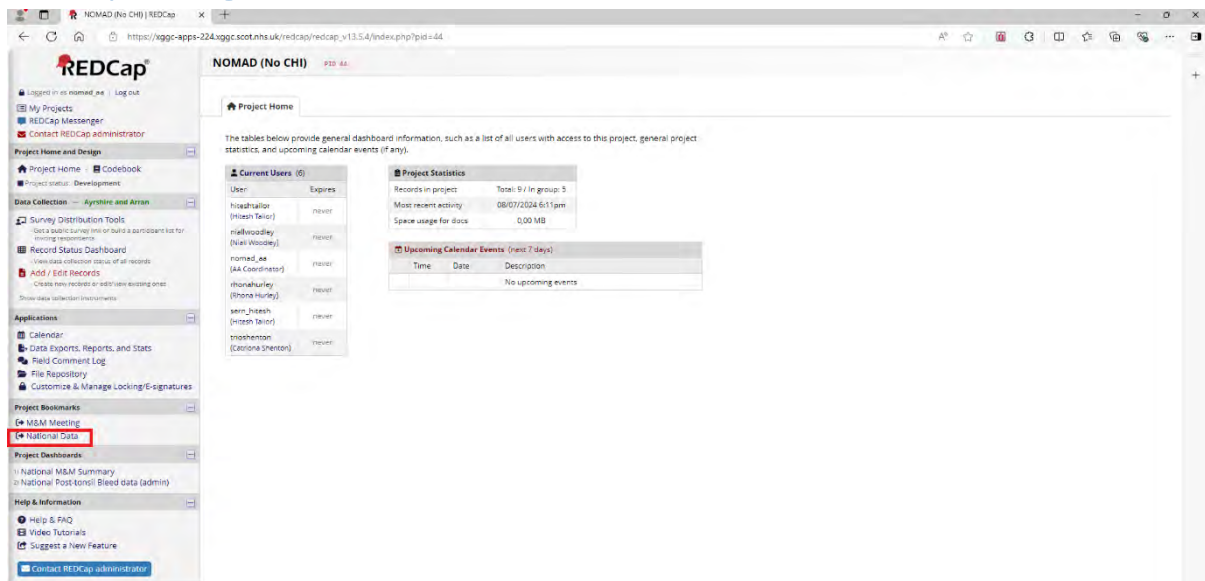 NOMAD (No CHI) | REDCap
https://xggc-apps-224.xggc.scot.nhs.uk/redcap/redcap_v13.5.4/index.php?pid=44
REDCap
Logged in as nomad_aa | Log out
My Projects
REDCap Messenger
Contact REDCap administrator
Project Home and Design
Project Home
Codebook
Project status: Development
Data Collection — Ayrshire and Arran
Survey Distribution Tools
- Get a public survey link or build a participant list for
inviting respondents
Record Status Dashboard
- View data collection status of all records
Add / Edit Records
- Create new records or edit/view existing ones
Show data collection instruments
Applications
Calendar
Data Exports, Reports, and Stats
Field Comment Log
File Repository
Customize & Manage Locking/E-signatures
Project Bookmarks
M&M Meeting
National Data
Project Dashboards
National M&M Summary
National Post-tonsil Bleed data (admin)
Help & Information
Help & FAQ
Video Tutorials
Suggest a New Feature
Contact REDCap administrator
NOMAD (No CHI) PID 44
Project Home
The tables below provide general dashboard information, such as a list of all users with access to this project, general project
statistics, and upcoming calendar events (if any).
Current Users (6)
User Expires
hiteshtailor
(Hitesh Tailor) never
niallwoodley
(Niall Woodley) never
nomad_aa
(AA Coordinator) never
rhonahurley
(Rhona Hurley) never
sern_hitesh
(Hitesh Tailor) never
trioshenton
(Catriona Shenton) never
Project Statistics
Records in project Total: 9 / In group: 5
Most recent activity 08/07/2024 6:11pm
Space usage for docs 0.00 MB
Upcoming Calendar Events (next 7 days)
Time Date Description
No upcoming events